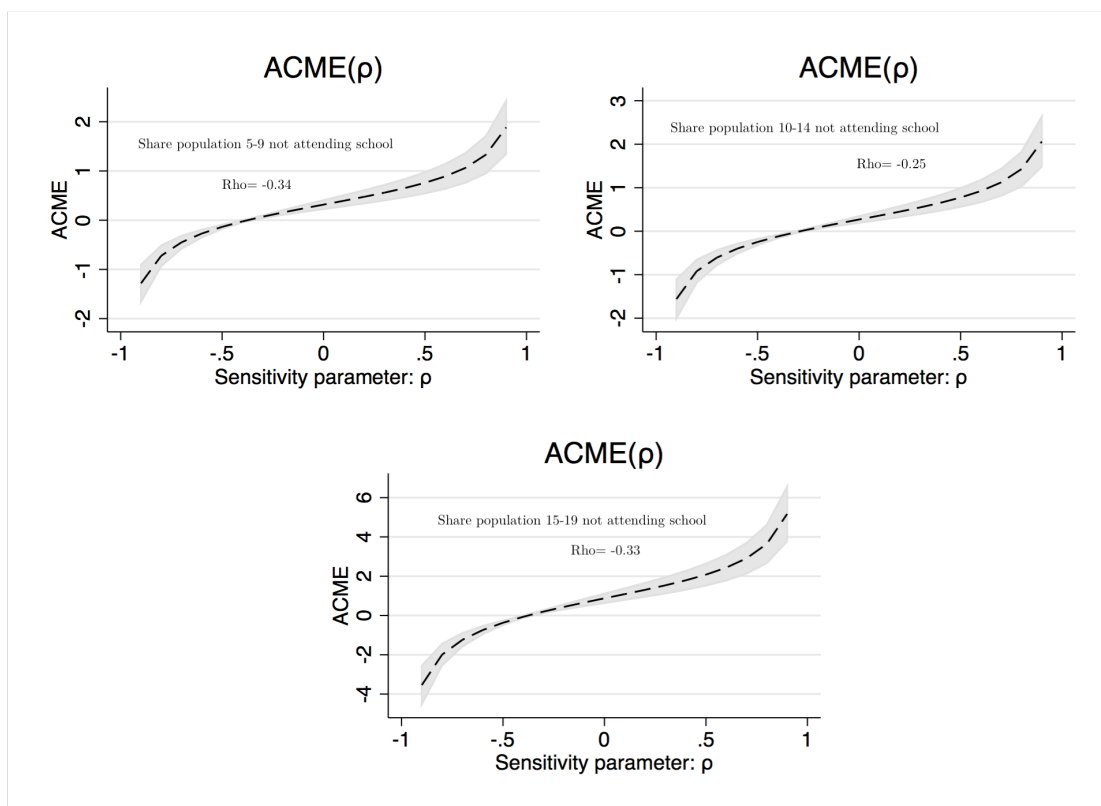 ACME(ρ)
2
1
0
-1
-2
ACME
Share population 5-9 not attending school
Rho= -0.34
-1 -.5 0 .5 1
Sensitivity parameter: ρ
ACME(ρ)
3
2
1
0
-1
-2
ACME
Share population 10-14 not attending school
Rho= -0.25
-1 -.5 0 .5 1
Sensitivity parameter: ρ
ACME(ρ)
6
4
2
0
-2
-4
ACME
Share population 15-19 not attending school
Rho= -0.33
-1 -.5 0 .5 1
Sensitivity parameter: ρ